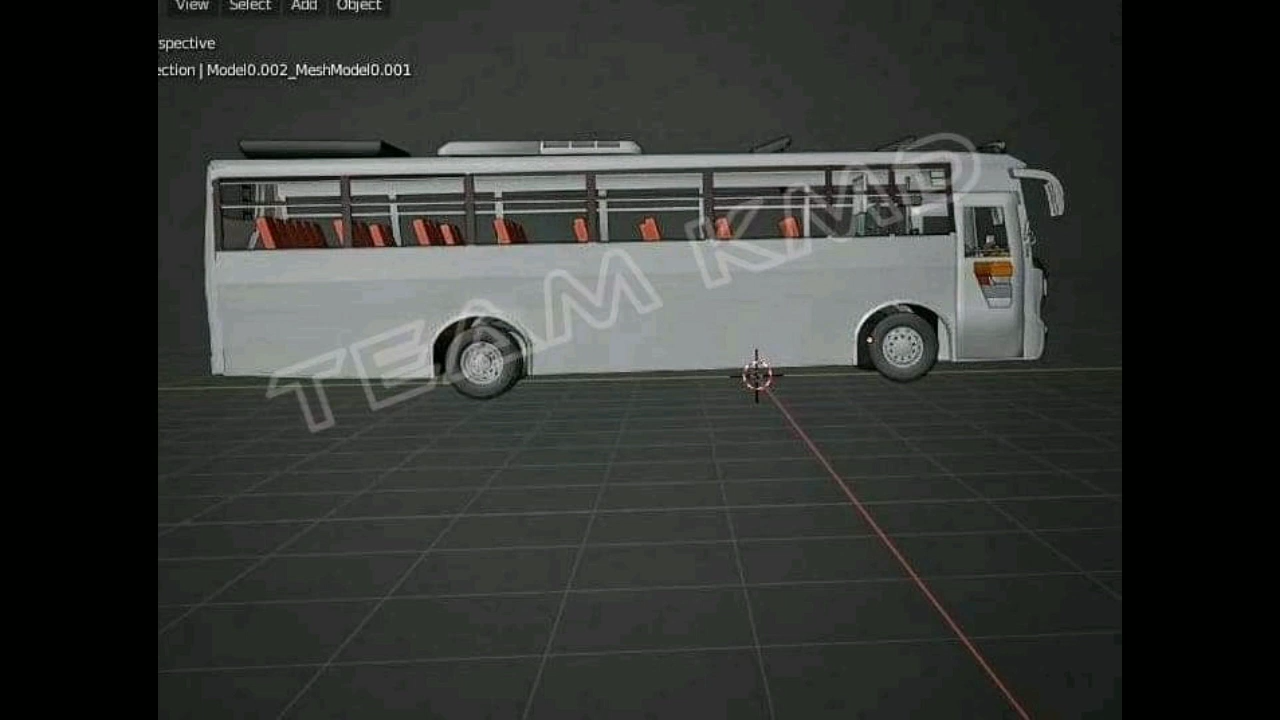 View Select Add Object
spective
ection | Model0.002_MeshModel0.001
TEAM KMD